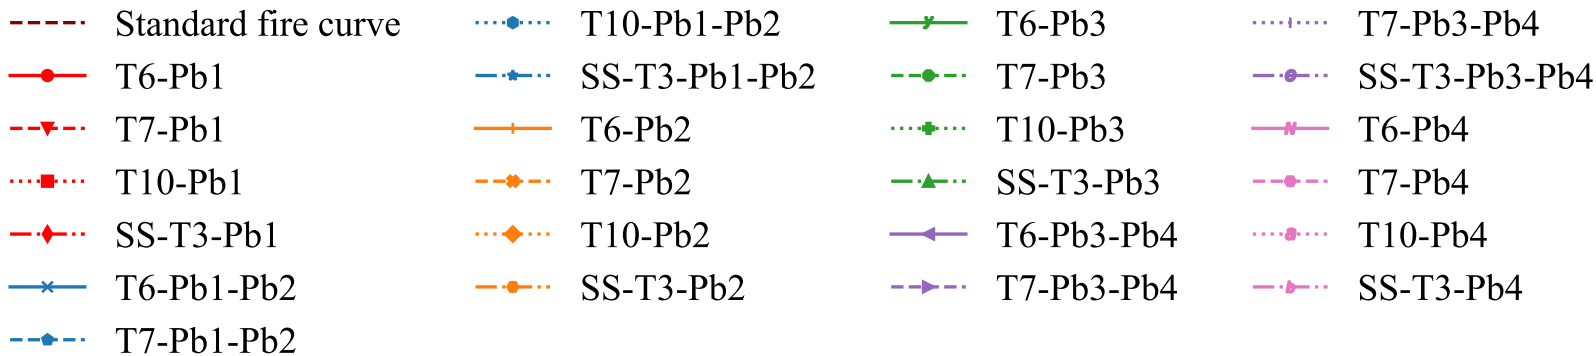 Standard fire curve
T6-Pb1
T7-Pb1
T10-Pb1
SS-T3-Pb1
T6-Pb1-Pb2
T7-Pb1-Pb2
T10-Pb1-Pb2
SS-T3-Pb1-Pb2
T6-Pb2
T7-Pb2
T10-Pb2
SS-T3-Pb2
T6-Pb3
T7-Pb3
T10-Pb3
SS-T3-Pb3
T6-Pb3-Pb4
T7-Pb3-Pb4
T7-Pb3-Pb4
SS-T3-Pb3-Pb4
T6-Pb4
T7-Pb4
T10-Pb4
SS-T3-Pb4